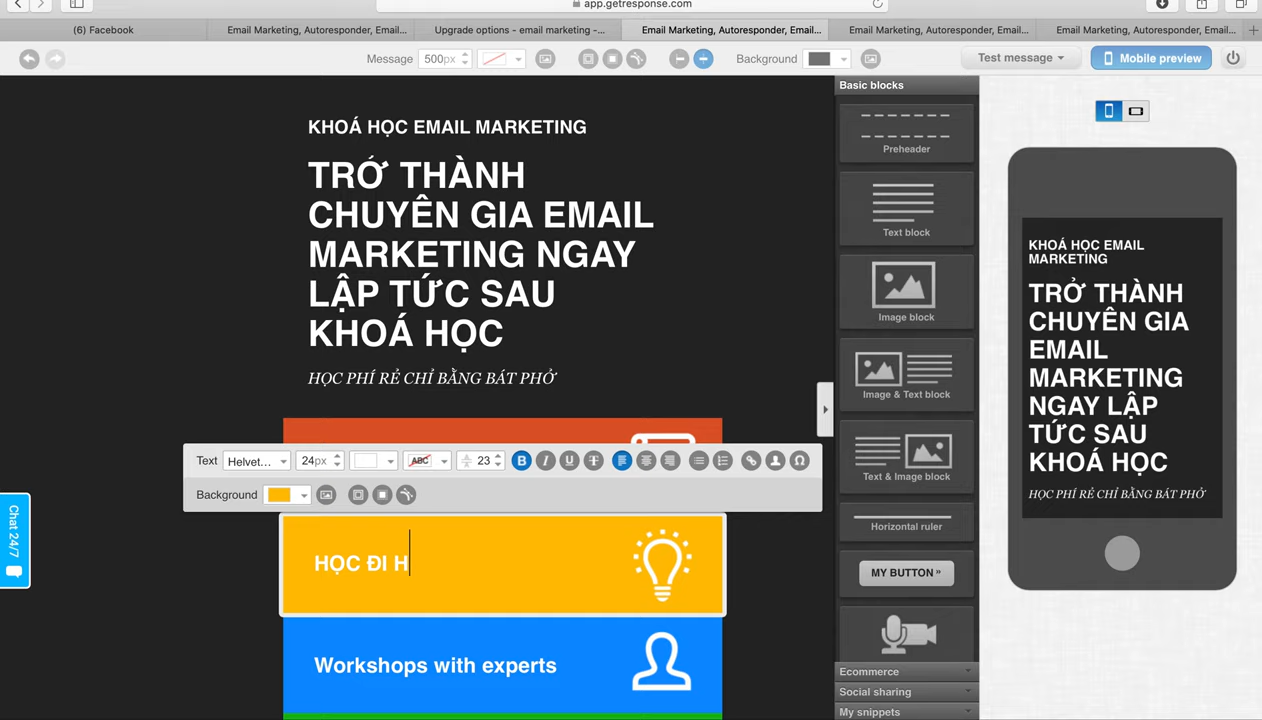 app.getresponse.com
(6) Facebook
Email Marketing, Autoresponder, Email...
Upgrade options - email marketing -...
Email Marketing, Autoresponder, Email...
Email Marketing, Autoresponder, Email...
Email Marketing, Autoresponder, Email...
Message
500px
Background
Test message
Mobile preview
KHOÁ HỌC EMAIL MARKETING
TRỞ THÀNH
CHUYÊN GIA EMAIL
MARKETING NGAY
LẬP TỨC SAU
KHOÁ HỌC
HỌC PHÍ RẺ CHỈ BẰNG BÁT PHỞ
Text
Helvet...
24px
ABC
23
B
I
U
T
Background
HỌC ĐI H
Workshops with experts
Chat 24/7
Basic blocks
Preheader
Text block
Image block
Image & Text block
Text & Image block
Horizontal ruler
MY BUTTON »
Ecommerce
Social sharing
My snippets
KHOÁ HỌC EMAIL
MARKETING
TRỞ THÀNH
CHUYÊN GIA
EMAIL
MARKETING
NGAY LẬP
TỨC SAU
KHOÁ HỌC
HỌC PHÍ RẺ CHỈ BẰNG BÁT PHỞ